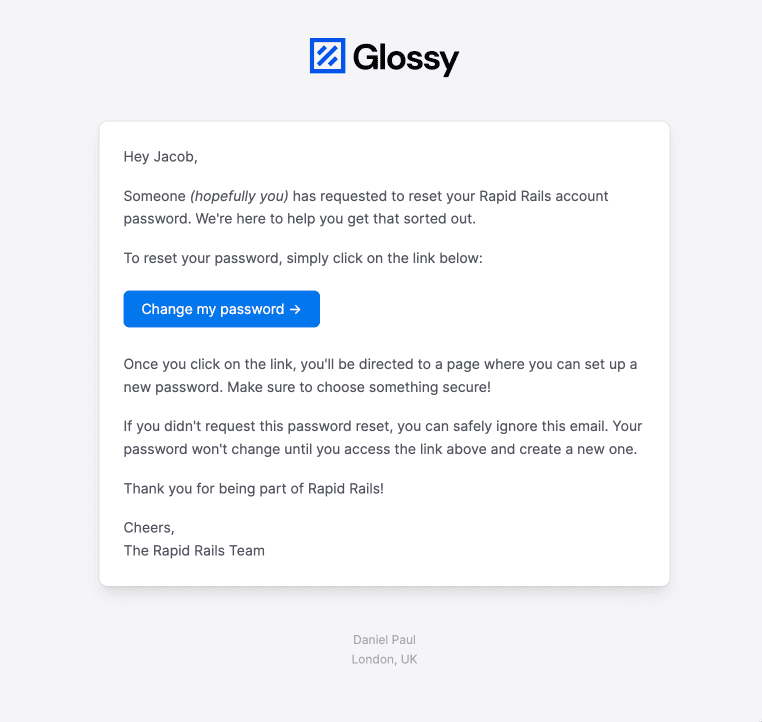 Glossy
Hey Jacob,
Someone (hopefully you) has requested to reset your Rapid Rails account
password. We're here to help you get that sorted out.
To reset your password, simply click on the link below:
Change my password →
Once you click on the link, you'll be directed to a page where you can set up a
new password. Make sure to choose something secure!
If you didn't request this password reset, you can safely ignore this email. Your
password won't change until you access the link above and create a new one.
Thank you for being part of Rapid Rails!
Cheers,
The Rapid Rails Team
Daniel Paul
London, UK